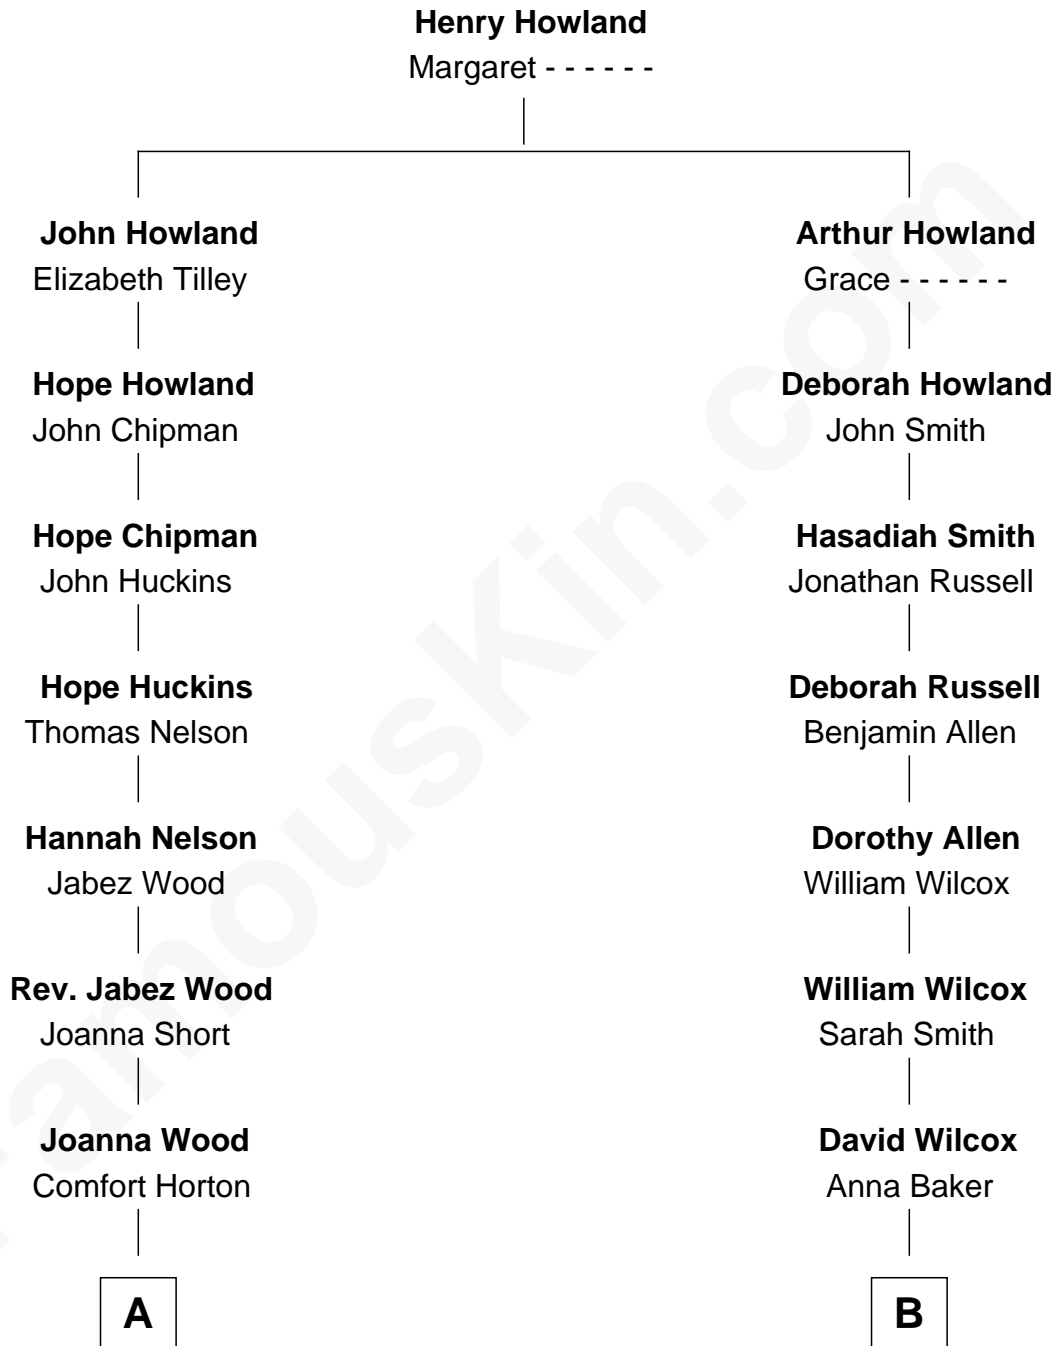 Henry Howland
Margaret - - - - - -
John Howland
Elizabeth Tilley
Arthur Howland
Grace - - - - - -
Hope Howland
John Chipman
Deborah Howland
John Smith
Hope Chipman
John Huckins
Hasadiah Smith
Jonathan Russell
Hope Huckins
Thomas Nelson
Deborah Russell
Benjamin Allen
Hannah Nelson
Jabez Wood
Dorothy Allen
William Wilcox
Rev. Jabez Wood
Joanna Short
William Wilcox
Sarah Smith
Joanna Wood
Comfort Horton
David Wilcox
Anna Baker
A
B
FamousKin.com